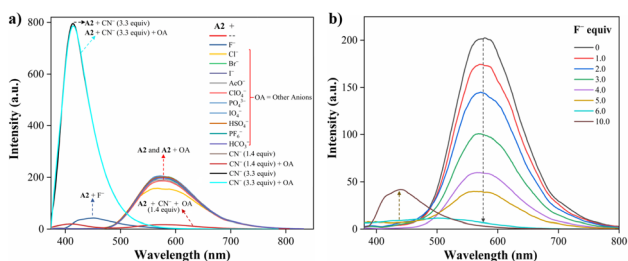 a)
A2 + CN⁻ (3.3 equiv)
A2 + CN⁻ (3.3 equiv) + OA
A2 +
--
F⁻
Cl⁻
Br⁻
I⁻
AcO⁻
ClO₄⁻
PO₄³⁻
IO₄⁻
HSO₄⁻
PF₆⁻
HCO₃⁻
OA = Other Anions
CN⁻ (1.4 equiv)
CN⁻ (1.4 equiv) + OA
CN⁻ (3.3 equiv)
CN⁻ (3.3 equiv) + OA
A2 and A2 + OA
A2 + F⁻
A2 + CN⁻ + OA
(1.4 equiv)
Intensity (a.u.)
800
600
400
200
0
400 500 600 700 800
Wavelength (nm)
b)
F⁻ equiv
0
1.0
2.0
3.0
4.0
5.0
6.0
10.0
Intensity (a.u.)
200
150
100
50
0
400 500 600 700 800
Wavelength (nm)